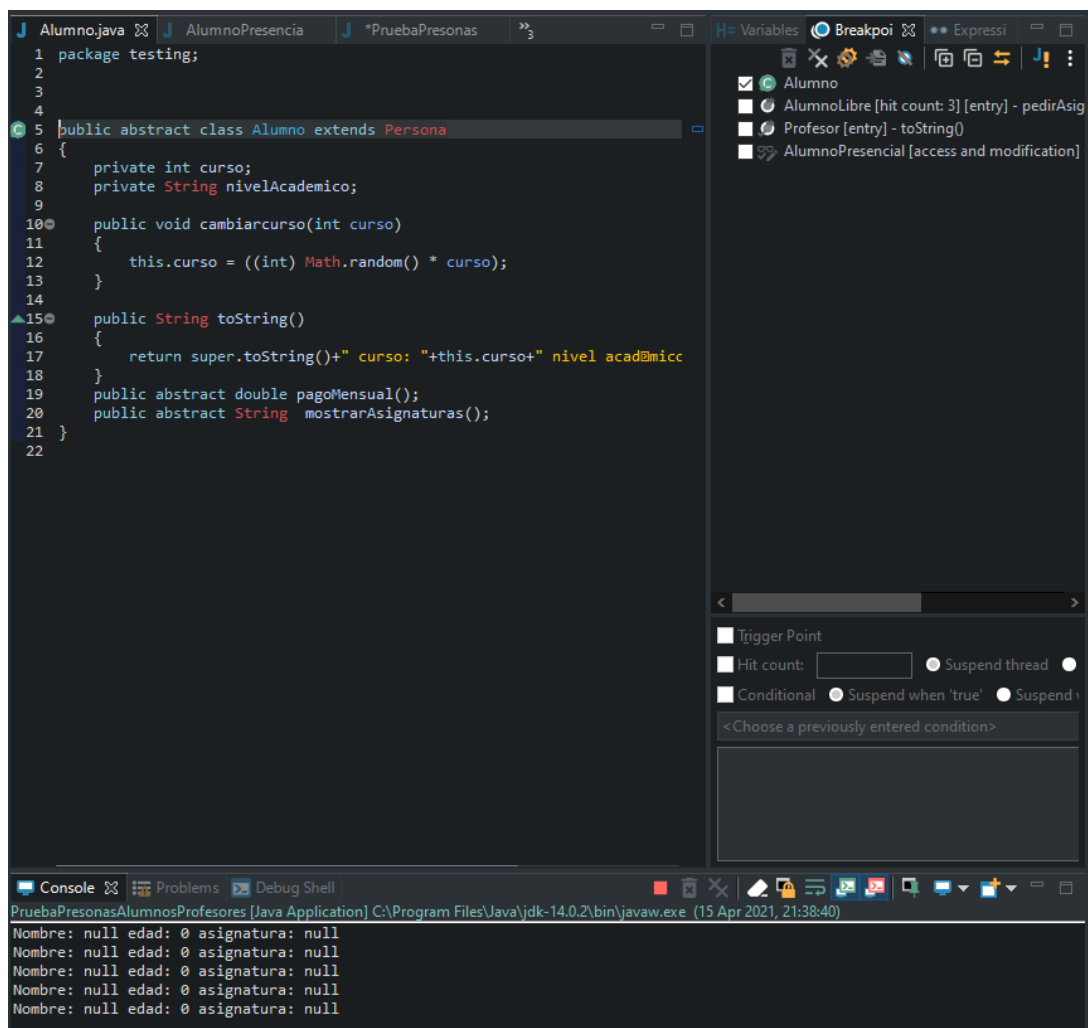 Alumno.java AlumnoPresencia *PruebaPresonas »3
1 package testing;
2
3
4
5 public abstract class Alumno extends Persona
6 {
7 private int curso;
8 private String nivelAcademico;
9
10 public void cambiarcurso(int curso)
11 {
12 this.curso = ((int) Math.random() * curso);
13 }
14
15 public String toString()
16 {
17 return super.toString()+" curso: "+this.curso+" nivel acad�micc
18 }
19 public abstract double pagoMensual();
20 public abstract String mostrarAsignaturas();
21 }
22
Variables Breakpoi Expressi
Alumno
AlumnoLibre [hit count: 3] [entry] - pedirAsig
Profesor [entry] - toString()
AlumnoPresencial [access and modification]
Trigger Point
Hit count: Suspend thread
Conditional Suspend when 'true' Suspend
<Choose a previously entered condition>
Console Problems Debug Shell
PruebaPresonasAlumnosProfesores [Java Application] C:\Program Files\Java\jdk-14.0.2\bin\javaw.exe (15 Apr 2021, 21:38:40)
Nombre: null edad: 0 asignatura: null
Nombre: null edad: 0 asignatura: null
Nombre: null edad: 0 asignatura: null
Nombre: null edad: 0 asignatura: null
Nombre: null edad: 0 asignatura: null